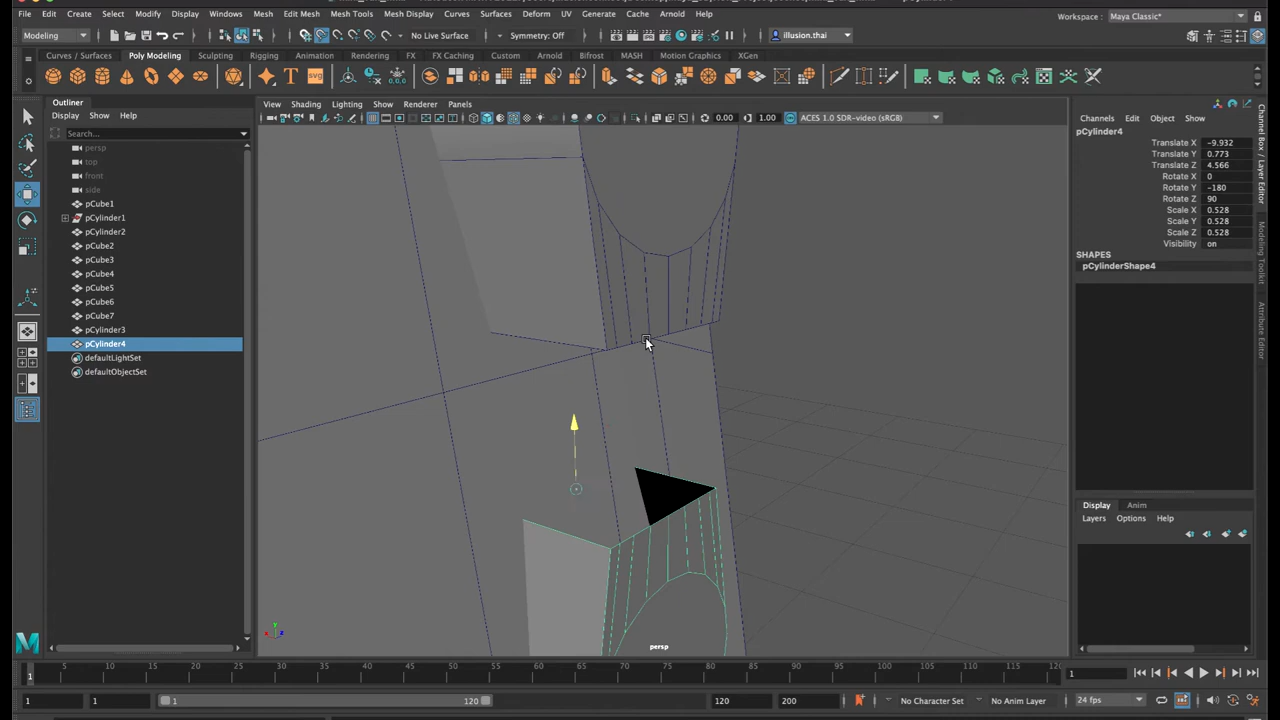 File Edit Create Select Modify Display Windows Mesh Edit Mesh Mesh Tools Mesh Display Curves Surfaces Deform UV Generate Cache Arnold Help Workspace : Maya Classic*
Modeling No Live Surface Symmetry: Off illusion.thai
Curves / Surfaces Poly Modeling Sculpting Rigging Animation Rendering FX FX Caching Custom Arnold Bifrost MASH Motion Graphics XGen
Outliner
Display Show Help
Search...
persp
top
front
side
pCube1
pCylinder1
pCylinder2
pCube2
pCube3
pCube4
pCube5
pCube6
pCube7
pCylinder3
pCylinder4
defaultLightSet
defaultObjectSet
View Shading Lighting Show Renderer Panels
0.00 1.00 ACES 1.0 SDR-video (sRGB)
persp
Channels Edit Object Show
pCylinder4
Translate X -9.932
Translate Y 0.773
Translate Z 4.566
Rotate X 0
Rotate Y -180
Rotate Z 90
Scale X 0.528
Scale Y 0.528
Scale Z 0.528
Visibility on
SHAPES
pCylinderShape4
Display Anim
Layers Options Help
Channel Box / Layer Editor
Modeling Toolkit
Attribute Editor
5 10 15 20 25 30 35 40 45 50 55 60 65 70 75 80 85 90 95 100 105 110 115 120
1 1
1 1 1 120 120 200 No Character Set No Anim Layer 24 fps